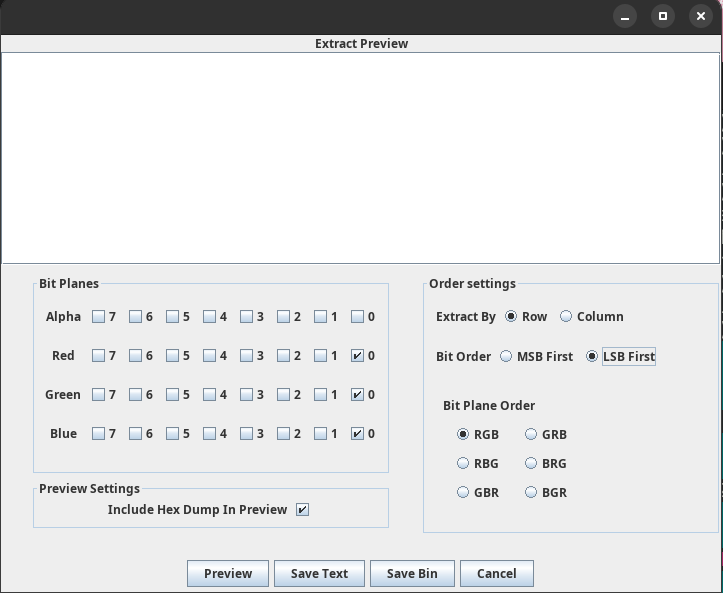 Extract Preview
Bit Planes
Alpha 7 6 5 4 3 2 1 0
Red 7 6 5 4 3 2 1 0
Green 7 6 5 4 3 2 1 0
Blue 7 6 5 4 3 2 1 0
Preview Settings
Include Hex Dump In Preview
Order settings
Extract By Row Column
Bit Order MSB First LSB First
Bit Plane Order
RGB GRB
RBG BRG
GBR BGR
Preview Save Text Save Bin Cancel